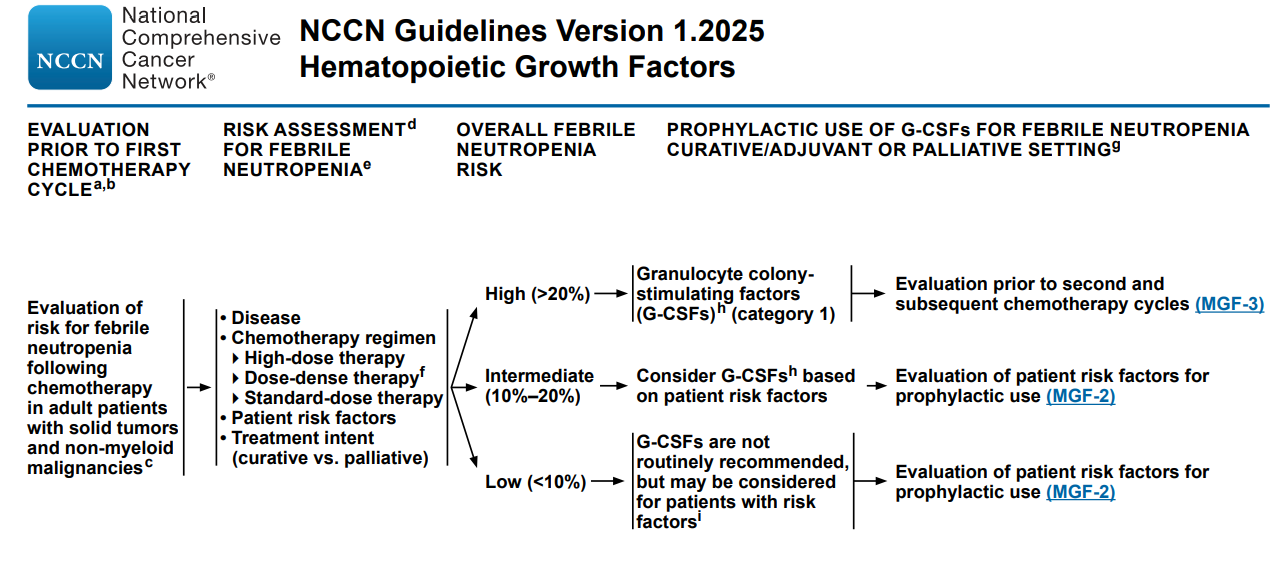 NCCN
National
Comprehensive
Cancer
Network®
NCCN Guidelines Version 1.2025
Hematopoietic Growth Factors
EVALUATION
PRIOR TO FIRST
CHEMOTHERAPY
CYCLEa,b
RISK ASSESSMENTd
FOR FEBRILE
NEUTROPENIAe
OVERALL FEBRILE
NEUTROPENIA
RISK
PROPHYLACTIC USE OF G-CSFs FOR FEBRILE NEUTROPENIA
CURATIVE/ADJUVANT OR PALLIATIVE SETTINGg
Evaluation of
risk for febrile
neutropenia
following
chemotherapy
in adult patients
with solid tumors
and non-myeloid
malignanciesc
• Disease
• Chemotherapy regimen
▸ High-dose therapy
▸ Dose-dense therapyf
▸ Standard-dose therapy
• Patient risk factors
• Treatment intent
(curative vs. palliative)
High (>20%)
Granulocyte colony-
stimulating factors
(G-CSFs)h (category 1)
Evaluation prior to second and
subsequent chemotherapy cycles (MGF-3)
Intermediate
(10%–20%)
Consider G-CSFsh based
on patient risk factors
Evaluation of patient risk factors for
prophylactic use (MGF-2)
Low (<10%)
G-CSFs are not
routinely recommended,
but may be considered
for patients with risk
factorsi
Evaluation of patient risk factors for
prophylactic use (MGF-2)